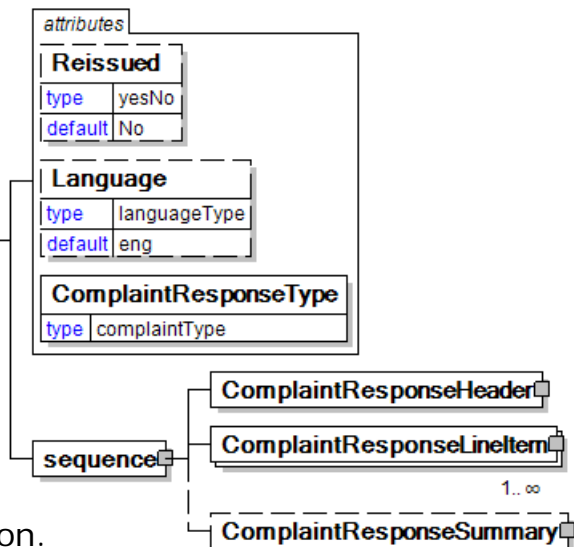 attributes
Reissued
type yesNo
default No
Language
type languageType
default eng
ComplaintResponseType
type complaintType
ComplaintResponseHeader
ComplaintResponseLineItem
1.. ∞
sequence
ComplaintResponseSummary
on.